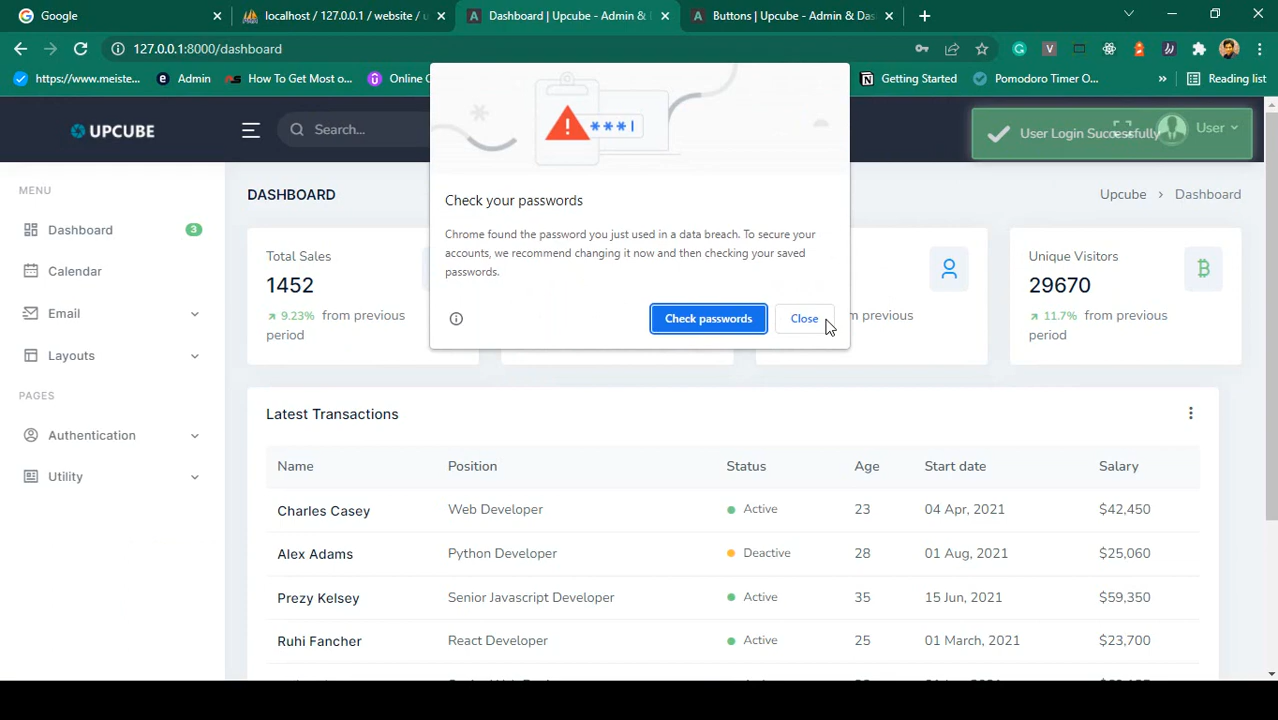 Google
localhost / 127.0.0.1 / website / u
Dashboard | Upcube - Admin &
Buttons | Upcube - Admin & Das
127.0.0.1:8000/dashboard
https://www.meiste...
Admin
How To Get Most o...
Online C
Getting Started
Pomodoro Timer O...
»
Reading list
UPCUBE
Search...
User Login Successfully
User
MENU
Dashboard
3
Calendar
Email
Layouts
PAGES
Authentication
Utility
DASHBOARD
Upcube > Dashboard
Total Sales
1452
9.23% from previous
period
Check your passwords
Chrome found the password you just used in a data breach. To secure your
accounts, we recommend changing it now and then checking your saved
passwords.
Check passwords
Close
m previous
Unique Visitors
29670
11.7% from previous
period
Latest Transactions
Name Position Status Age Start date Salary
Charles Casey Web Developer Active 23 04 Apr, 2021 $42,450
Alex Adams Python Developer Deactive 28 01 Aug, 2021 $25,060
Prezy Kelsey Senior Javascript Developer Active 35 15 Jun, 2021 $59,350
Ruhi Fancher React Developer Active 25 01 March, 2021 $23,700